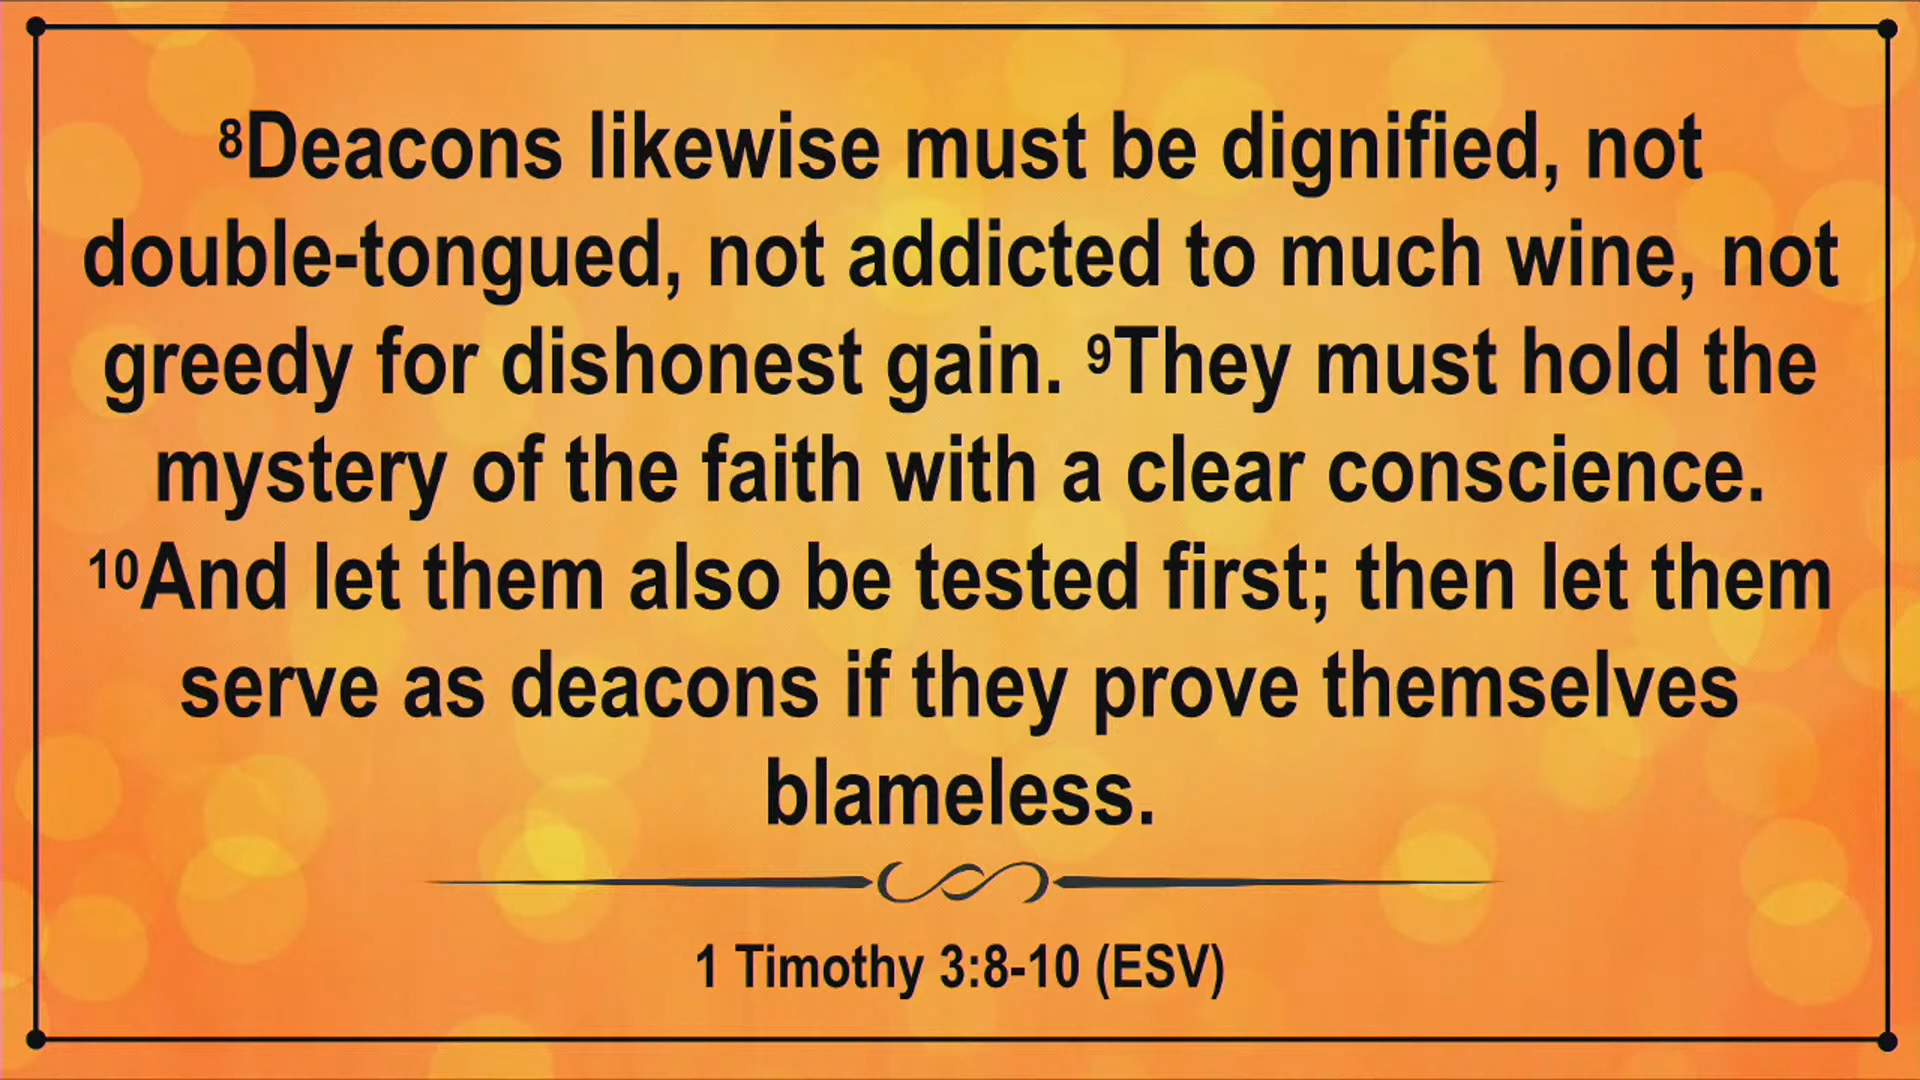 ⁸Deacons likewise must be dignified, not
double-tongued, not addicted to much wine, not
greedy for dishonest gain. ⁹They must hold the
mystery of the faith with a clear conscience.
¹⁰And let them also be tested first; then let them
serve as deacons if they prove themselves
blameless.
1 Timothy 3:8-10 (ESV)